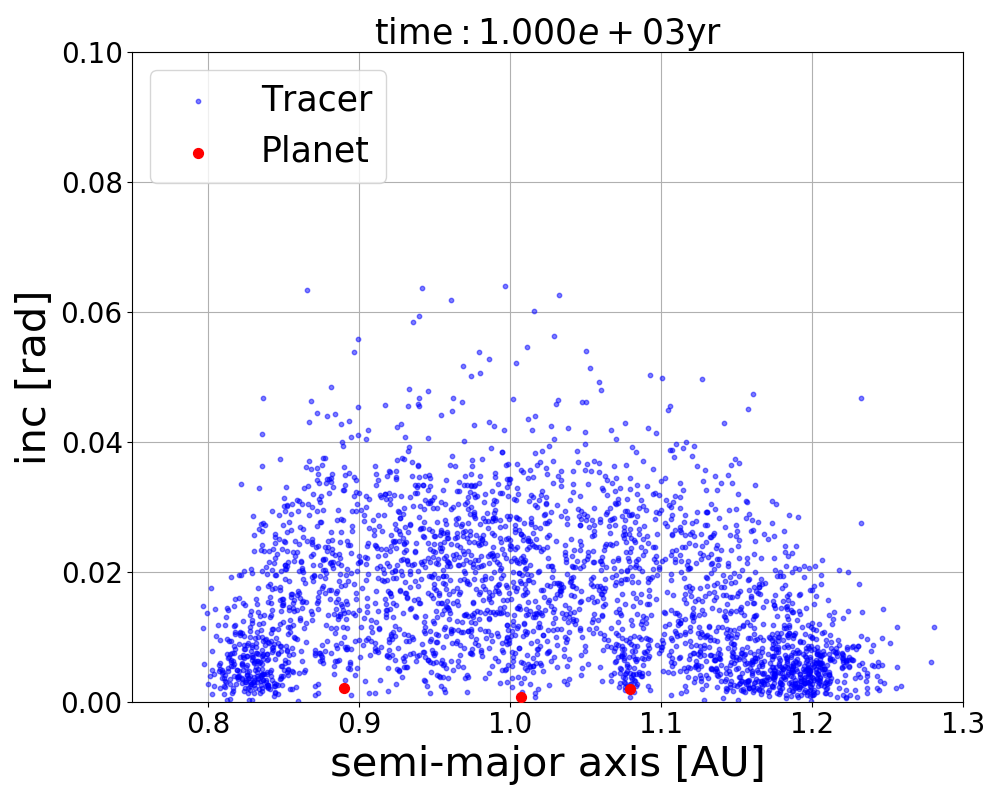 time : 1.000e + 03yr
0.10
Tracer
Planet
0.08
0.06
0.04
0.02
0.00
inc [rad]
0.8 0.9 1.0 1.1 1.2 1.3
semi-major axis [AU]